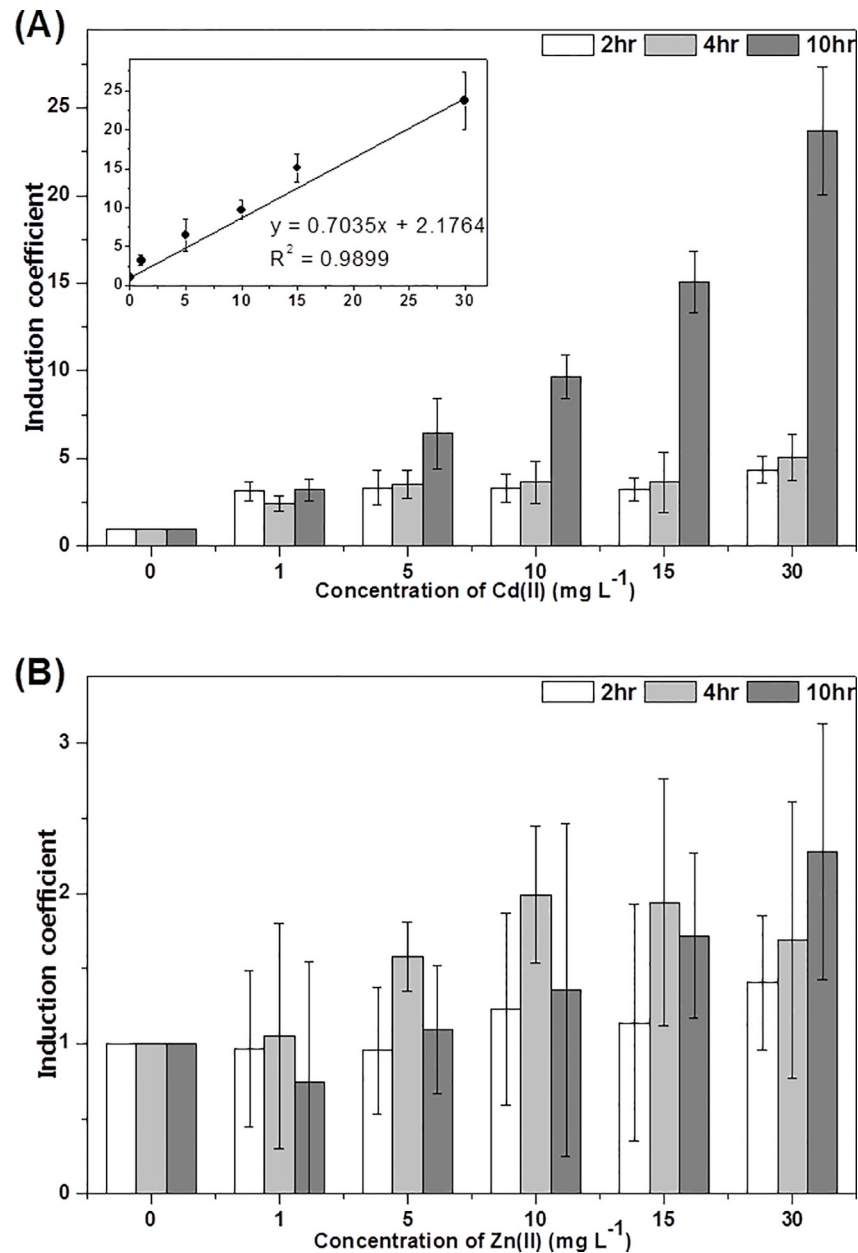 (A)
2hr 4hr 10hr
25
20
15
10
5
0
Induction coefficient
25
20
15
10
5
0
0 5 10 15 20 25 30
y = 0.7035x + 2.1764
R² = 0.9899
0 1 5 10 15 30
Concentration of Cd(II) (mg L⁻¹)
(B)
2hr 4hr 10hr
3
2
1
0
Induction coefficient
0 1 5 10 15 30
Concentration of Zn(II) (mg L⁻¹)